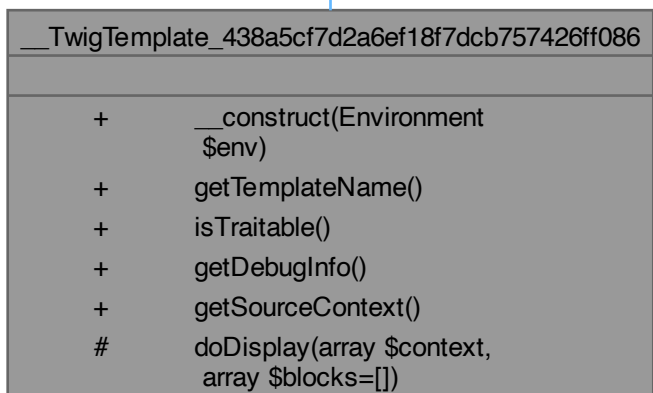 __TwigTemplate_438a5cf7d2a6ef18f7dcb757426ff086
+ __construct(Environment
$env)
+ getTemplateName()
+ isTraitable()
+ getDebugInfo()
+ getSourceContext()
# doDisplay(array $context,
array $blocks=[])